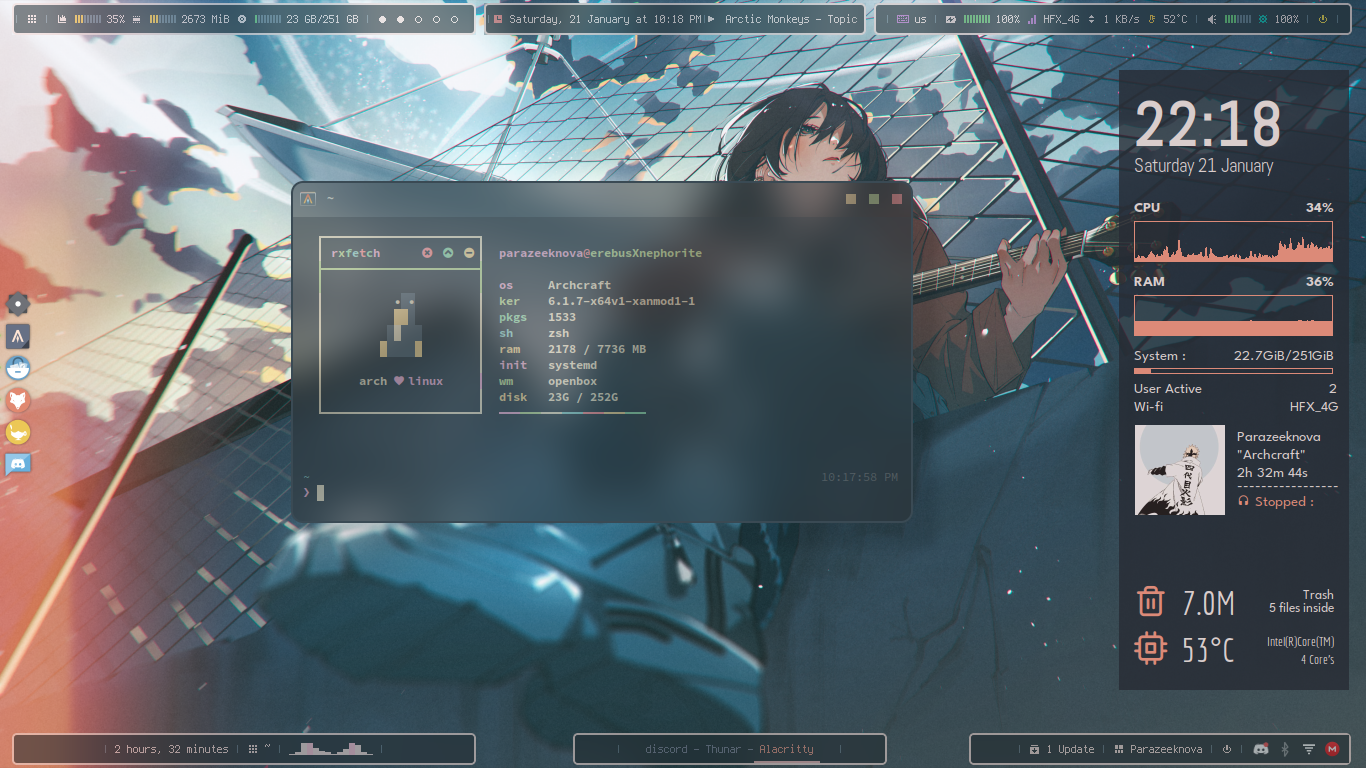 35% 2673 MiB 23 GB/251 GB
Saturday, 21 January at 10:18 PM Arctic Monkeys - Topic
us 100% HFX_4G 1 KB/s 52°C 100%
~
rxfetch
arch linux
parazeeknova@erebusXnephorite
os Archcraft
ker 6.1.7-x64v1-xanmod1-1
pkgs 1533
sh zsh
ram 2178 / 7736 MB
init systemd
wm openbox
disk 23G / 252G
~ 10:17:58 PM
❯
22:18
Saturday 21 January
CPU 34%
RAM 36%
System : 22.7GiB/251GiB
User Active 2
Wi-fi HFX_4G
四代目火影
Parazeeknova
"Archcraft"
2h 32m 44s
Stopped :
7.0M Trash
5 files inside
53°C Intel(R)Core(TM)
4 Core's
2 hours, 32 minutes ~
discord - Thunar - Alacritty
1 Update Parazeeknova M